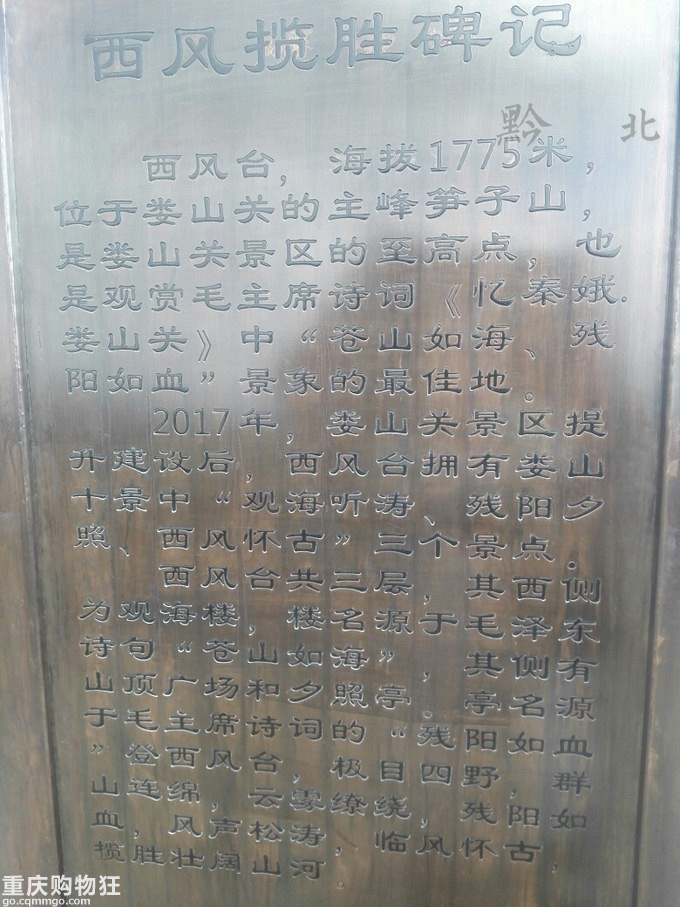 西风揽胜碑记
黔 北
西风台，海拔1775米，
位于娄山关的主峰笋子山，
是娄山关景区的至高点，也
是观赏毛主席诗词《忆秦娥.
娄山关》中“苍山如海、残
阳如血”景象的最佳地。
2017年，娄山关景区提
升建设后，西风台拥有娄山
十景中“观海听涛、残阳夕
照、西风怀古”三个景点.
西风台共三层，其西侧
为观海楼，楼名源于毛泽东
诗句“苍山如海”，其侧有
山顶广场和夕照亭。亭名源
于毛主席诗词的“残阳如血
”登西风台，极目四野，群
山连绵，云雾缭绕，残阳如
血，风声松涛，临风怀古，
揽胜壮阔山河。
重庆购物狂
go.cqmmgo.com